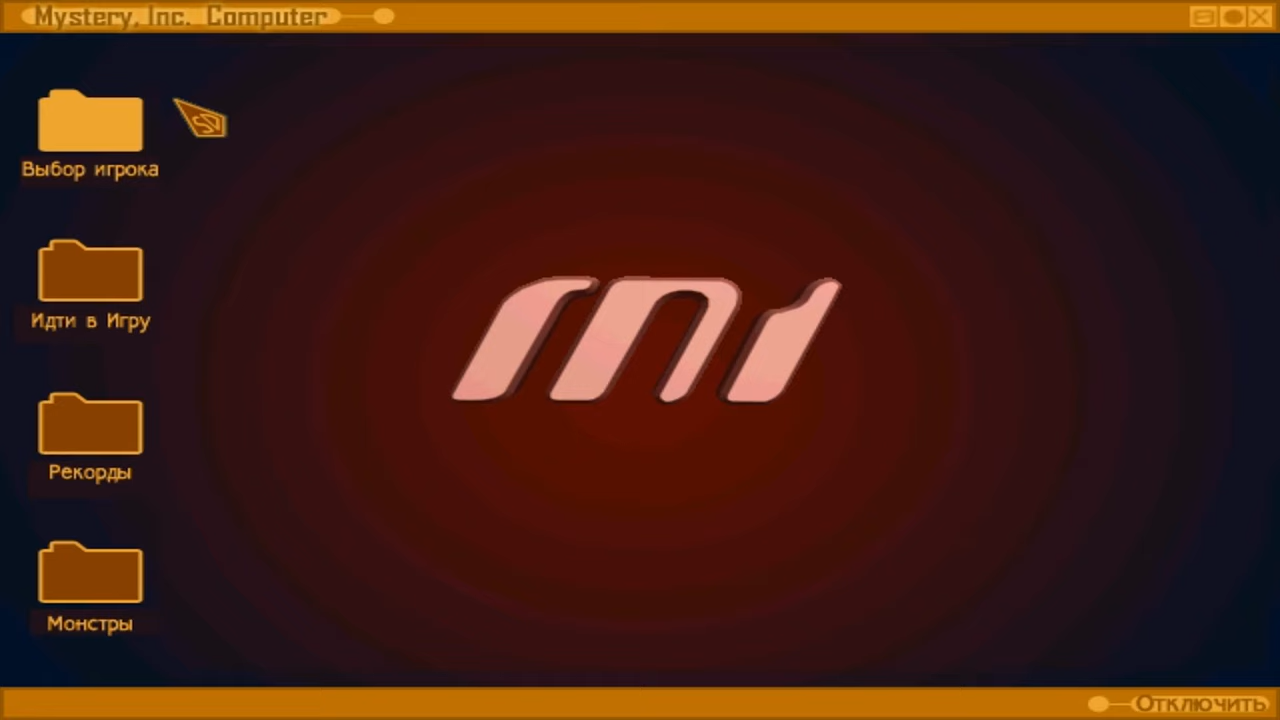 Mystery, Inc. Computer
Выбор игрока
Идти в Игру
Рекорды
Монстры
Отключить